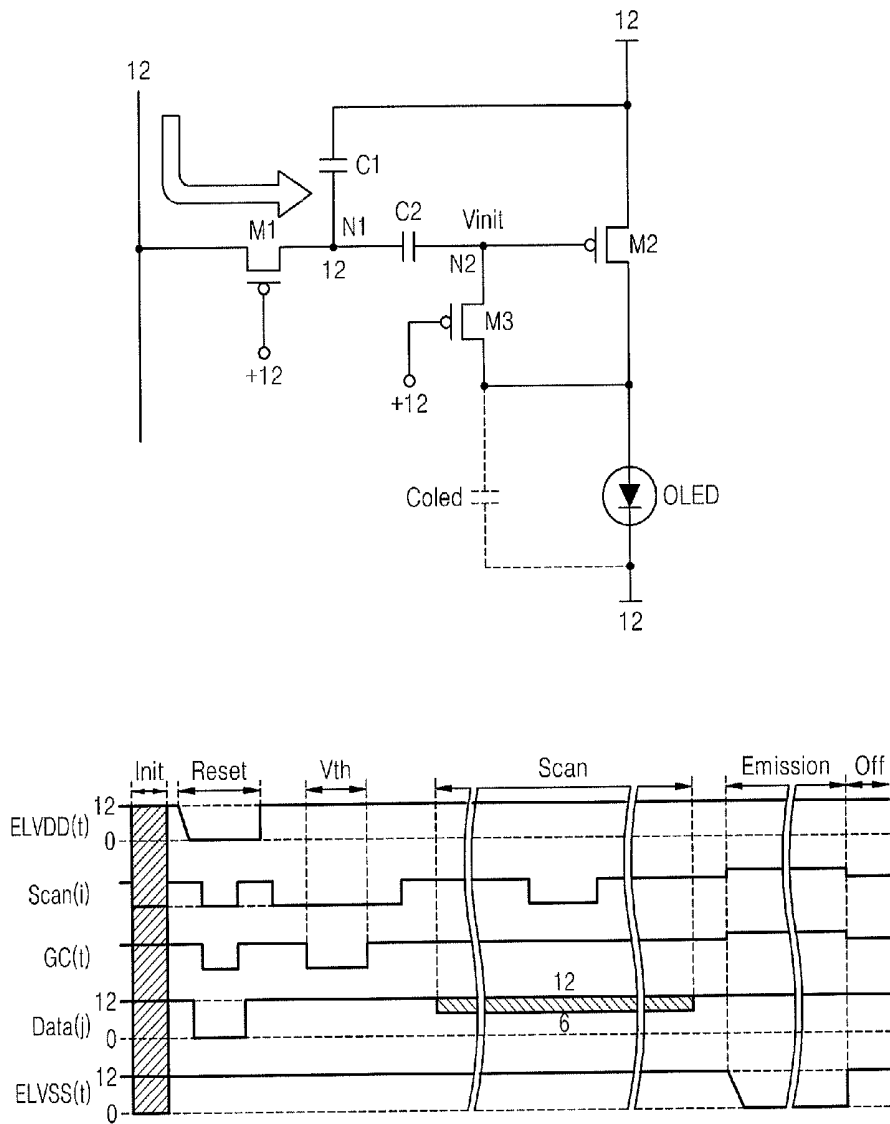 12
12
C1
M1
N1
C2
Vinit
12
N2
M2
M3
+12
+12
Coled
OLED
12
Init
Reset
Vth
Scan
Emission
Off
ELVDD(t)
12
0
Scan(i)
GC(t)
Data(j)
12
0
12
6
ELVSS(t)
12
0